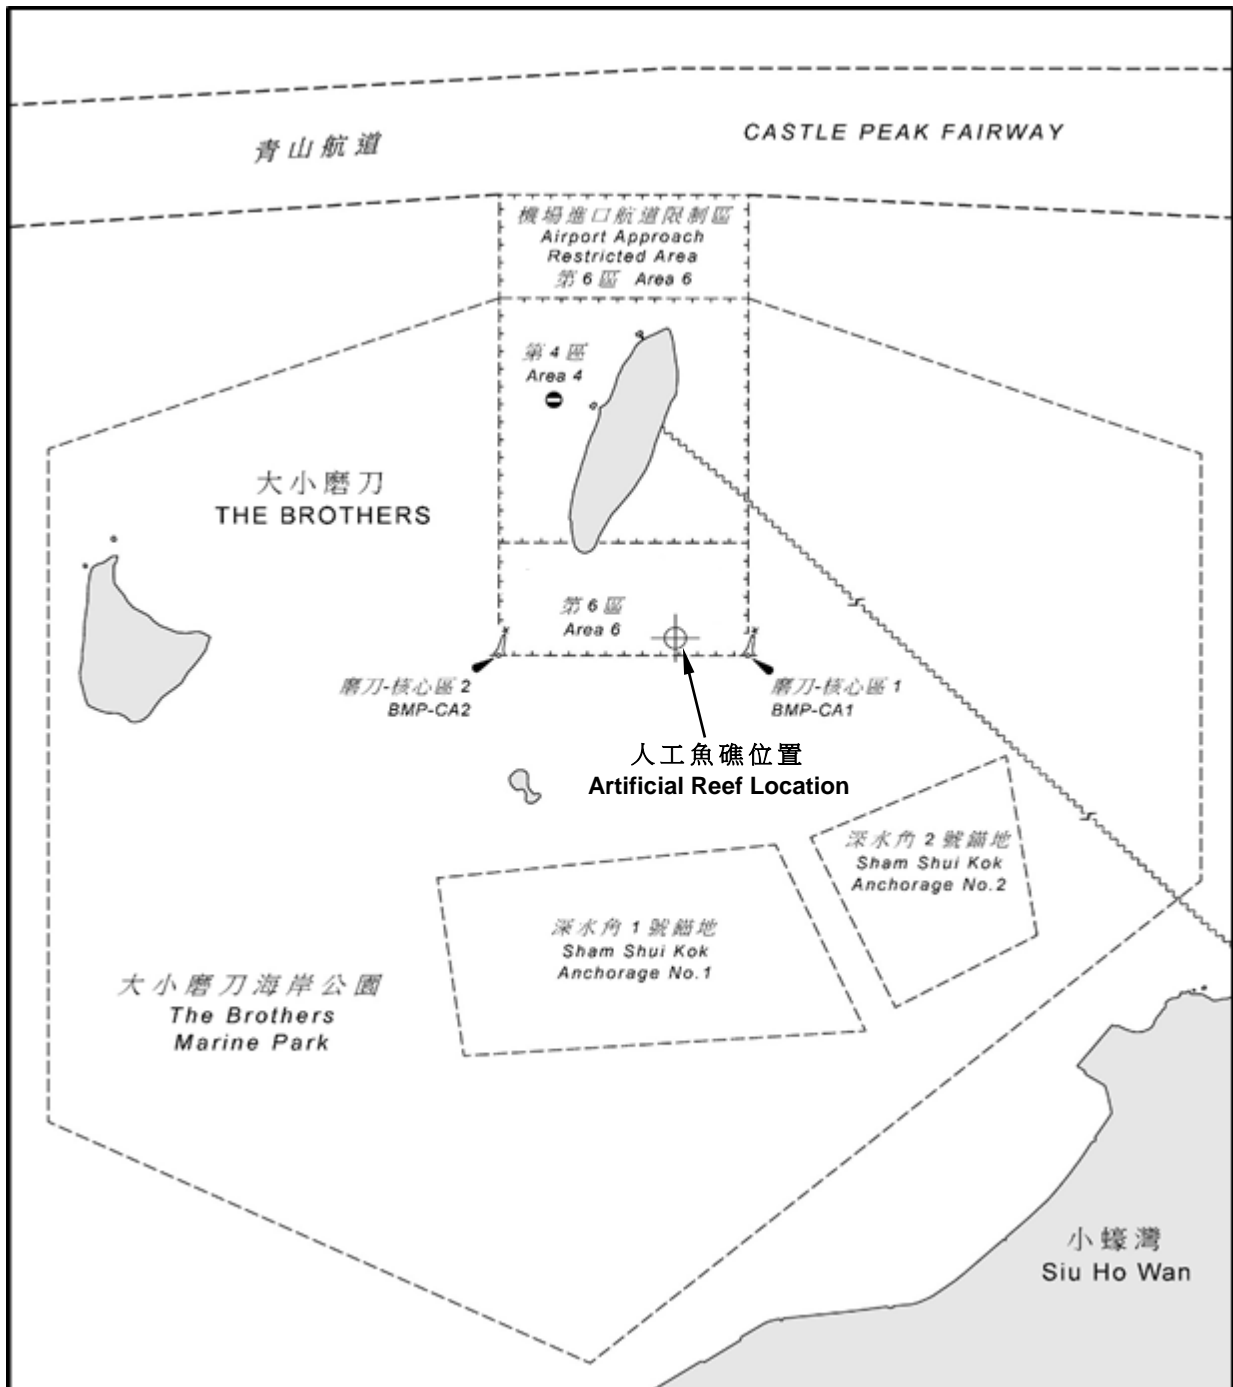 青山航道
CASTLE PEAK FAIRWAY
機場進口航道限制區
Airport Approach
Restricted Area
第 6 區 Area 6
第 4 區
Area 4
大小磨刀
THE BROTHERS
第 6 區
Area 6
磨刀-核心區 2
BMP-CA2
磨刀-核心區 1
BMP-CA1
人工魚礁位置
Artificial Reef Location
深水角 2 號錨地
Sham Shui Kok
Anchorage No.2
深水角 1 號錨地
Sham Shui Kok
Anchorage No.1
大小磨刀海岸公園
The Brothers
Marine Park
小蠔灣
Siu Ho Wan